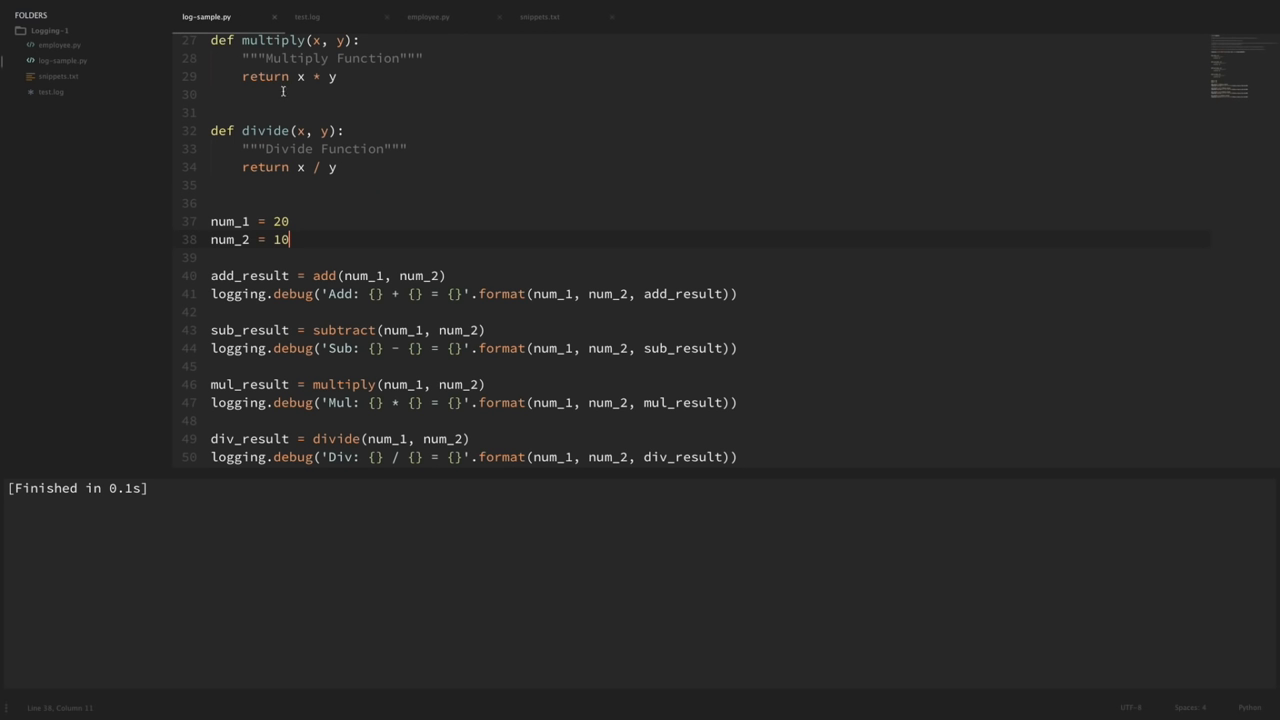 FOLDERS
Logging-1
employee.py
log-sample.py
snippets.txt
test.log
log-sample.py × test.log × employee.py × snippets.txt ×
27 def multiply(x, y):
28     """Multiply Function"""
29     return x * y
30
31
32 def divide(x, y):
33     """Divide Function"""
34     return x / y
35
36
37 num_1 = 20
38 num_2 = 10
39
40 add_result = add(num_1, num_2)
41 logging.debug('Add: {} + {} = {}'.format(num_1, num_2, add_result))
42
43 sub_result = subtract(num_1, num_2)
44 logging.debug('Sub: {} - {} = {}'.format(num_1, num_2, sub_result))
45
46 mul_result = multiply(num_1, num_2)
47 logging.debug('Mul: {} * {} = {}'.format(num_1, num_2, mul_result))
48
49 div_result = divide(num_1, num_2)
50 logging.debug('Div: {} / {} = {}'.format(num_1, num_2, div_result))
[Finished in 0.1s]
Line 38, Column 11 UTF-8 Spaces: 4 Python